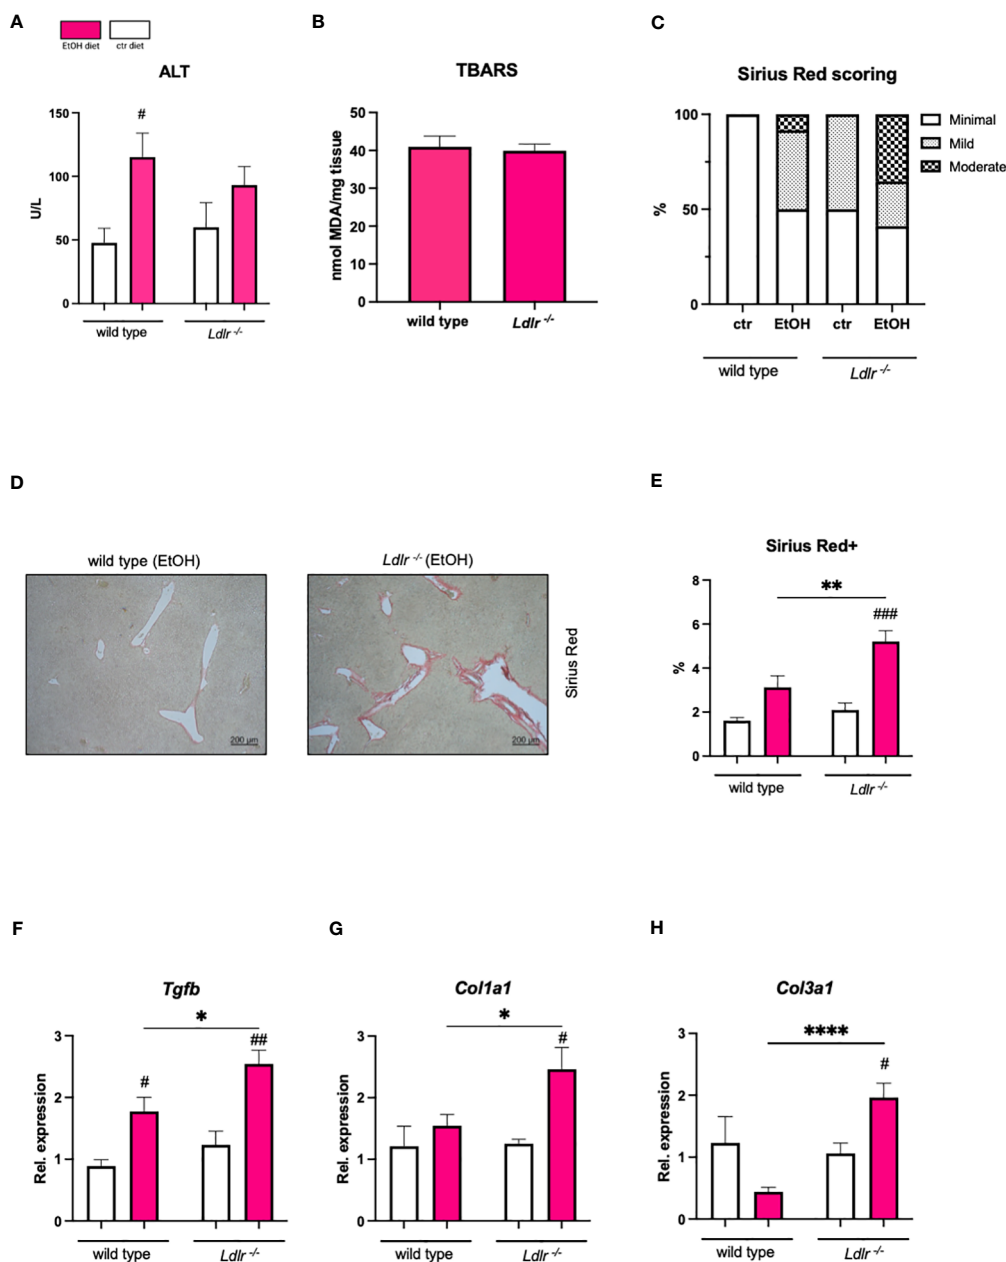 A
EtOH diet
ctr diet
ALT
150
100
50
0
U/L
#
wild type
Ldlr -/-
B
TBARS
50
40
30
20
10
0
nmol MDA/mg tissue
wild type
Ldlr -/-
C
Sirius Red scoring
100
50
0
%
ctr
EtOH
ctr
EtOH
wild type
Ldlr -/-
Minimal
Mild
Moderate
D
wild type (EtOH)
200 µm
Ldlr -/- (EtOH)
200 µm
Sirius Red
E
Sirius Red+
8
6
4
2
0
%
**
###
wild type
Ldlr -/-
F
Tgfb
3
2
1
0
Rel. expression
*
#
##
wild type
Ldlr -/-
G
Col1a1
3
2
1
0
Rel. expression
*
#
wild type
Ldlr -/-
H
Col3a1
3
2
1
0
Rel. expression
****
#
wild type
Ldlr -/-